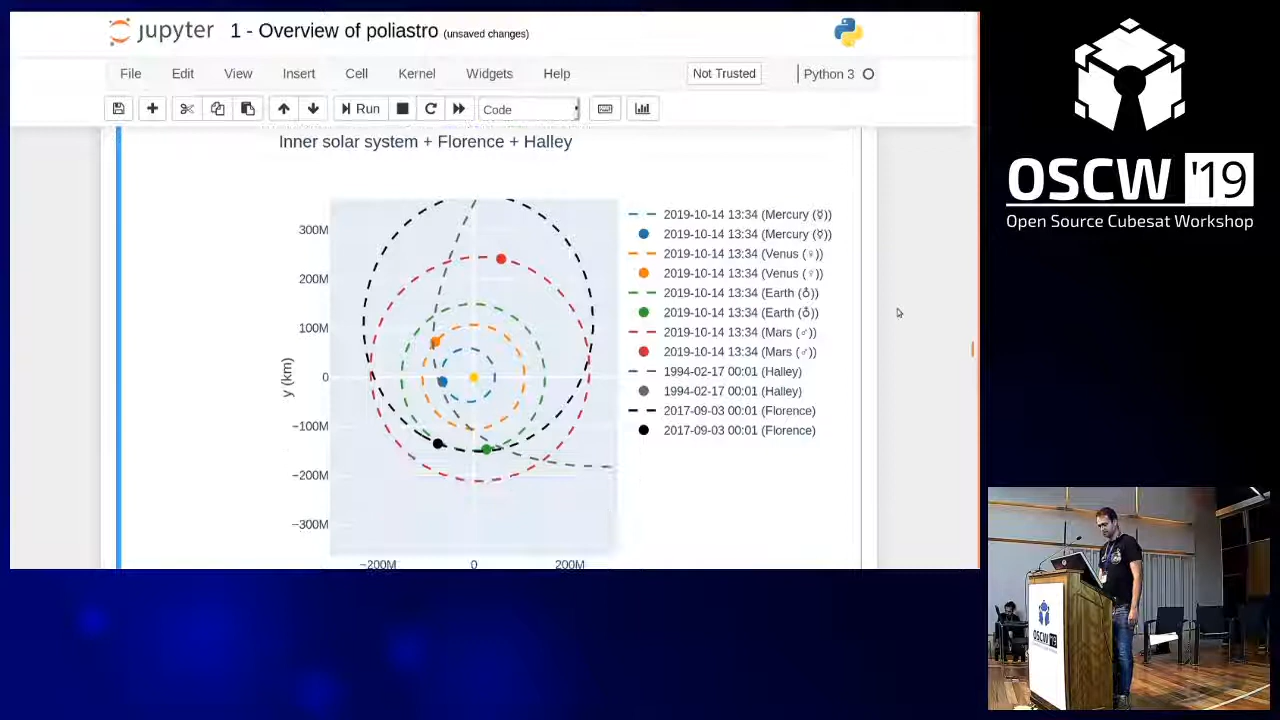 jupyter 1 - Overview of poliastro (unsaved changes)
File Edit View Insert Cell Kernel Widgets Help Not Trusted Python 3
Run Code
Inner solar system + Florence + Halley
300M
200M
100M
0
−100M
−200M
−300M
y (km)
−200M 0 200M
2019-10-14 13:34 (Mercury (☿))
2019-10-14 13:34 (Mercury (☿))
2019-10-14 13:34 (Venus (♀))
2019-10-14 13:34 (Venus (♀))
2019-10-14 13:34 (Earth (♁))
2019-10-14 13:34 (Earth (♁))
2019-10-14 13:34 (Mars (♂))
2019-10-14 13:34 (Mars (♂))
1994-02-17 00:01 (Halley)
1994-02-17 00:01 (Halley)
2017-09-03 00:01 (Florence)
2017-09-03 00:01 (Florence)
OSCW '19
Open Source Cubesat Workshop
OSCW '19